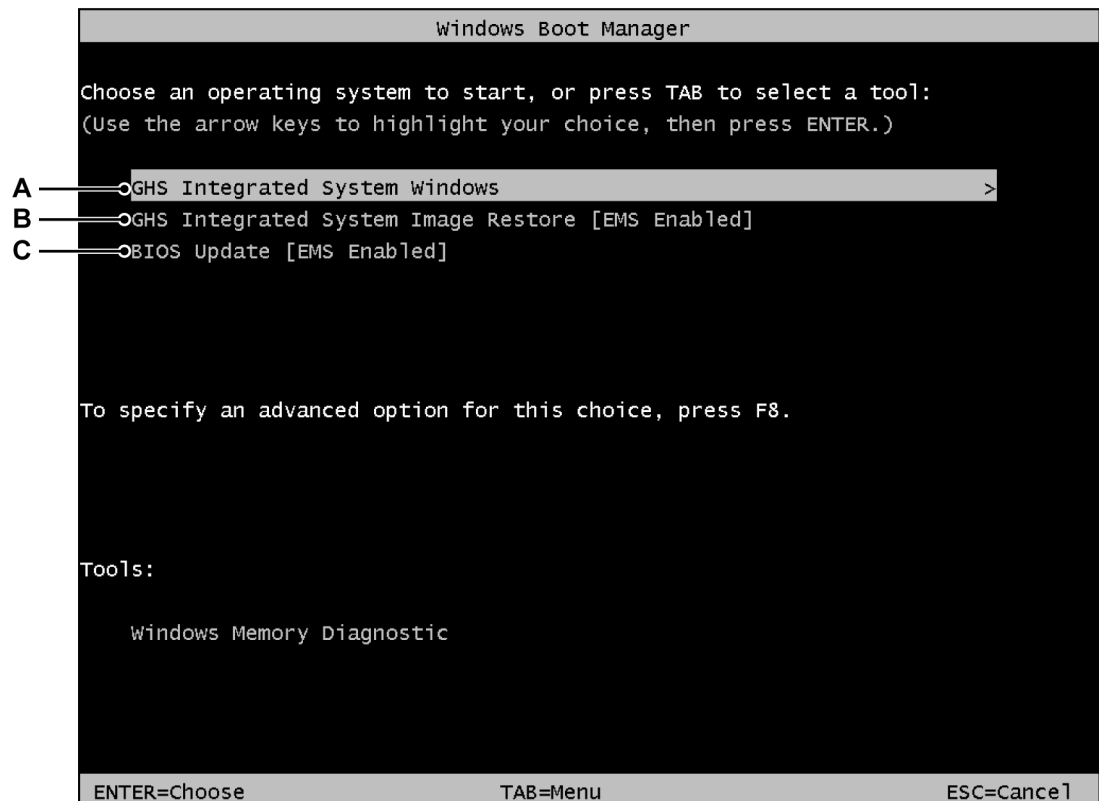 Windows Boot Manager
Choose an operating system to start, or press TAB to select a tool:
(Use the arrow keys to highlight your choice, then press ENTER.)
A GHS Integrated System Windows >
B GHS Integrated System Image Restore [EMS Enabled]
C BIOS Update [EMS Enabled]
To specify an advanced option for this choice, press F8.
Tools:
Windows Memory Diagnostic
ENTER=Choose TAB=Menu ESC=Cancel